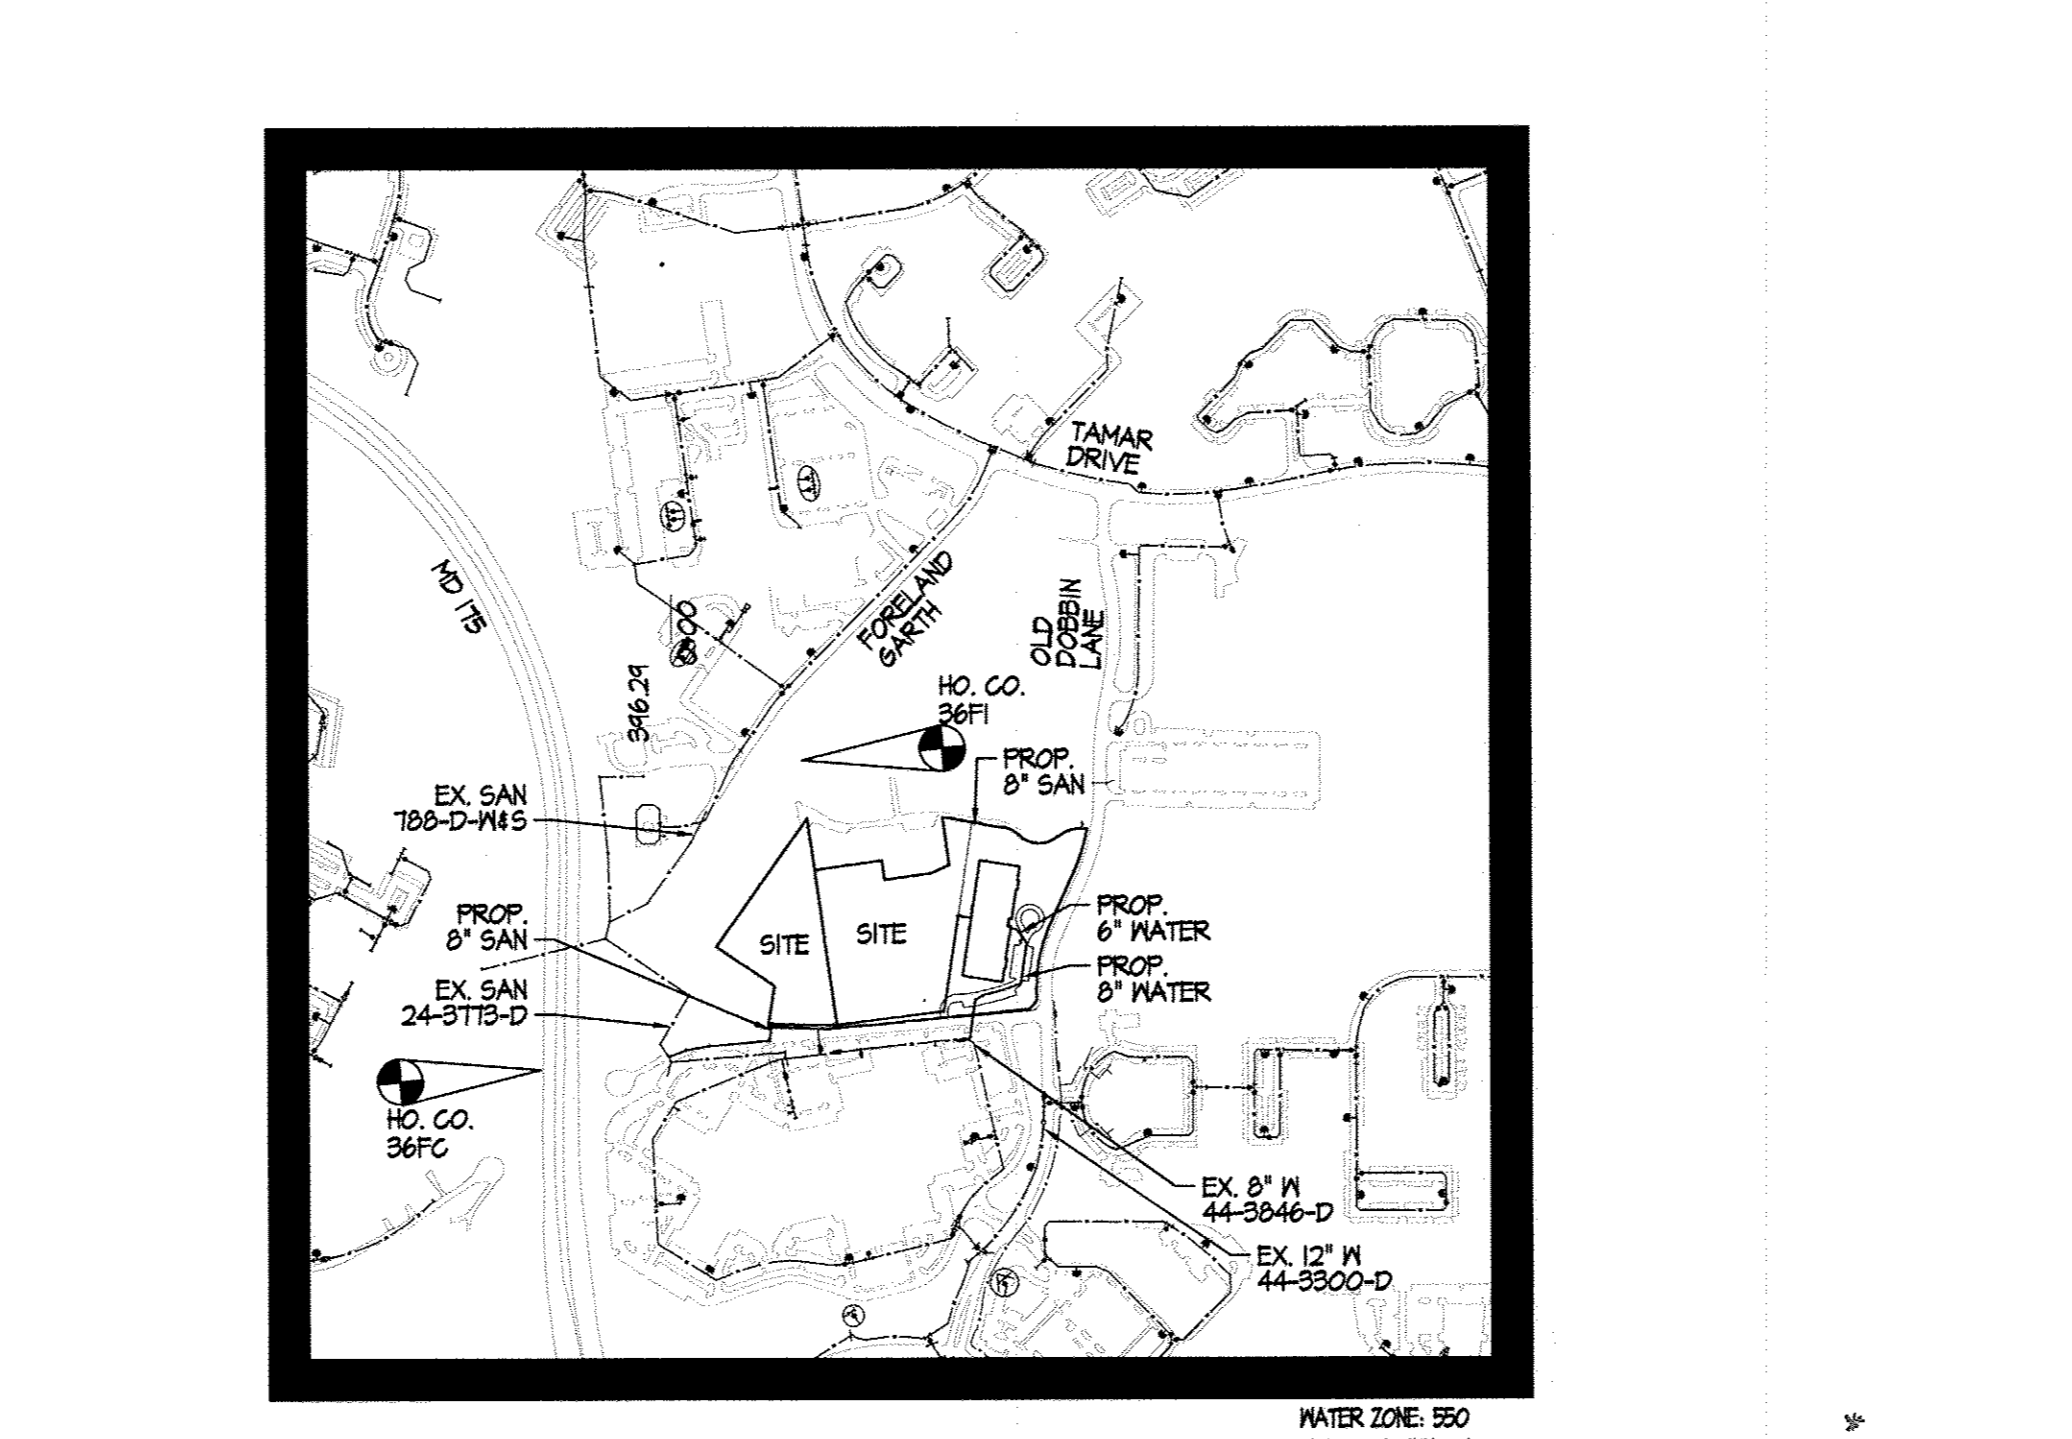 TAMAR
DRIVE
MD 175
FORELAND
GARTH
OLD
DOBBIN
LANE
396.29
HO. CO.
36F1
PROP.
8" SAN
EX. SAN
788-D-W&S
PROP.
8" SAN
SITE
SITE
PROP.
6" WATER
PROP.
8" WATER
EX. SAN
24-3773-D
HO. CO.
36FC
EX. 8" W
44-3846-D
EX. 12" W
44-3300-D
WATER ZONE: 550